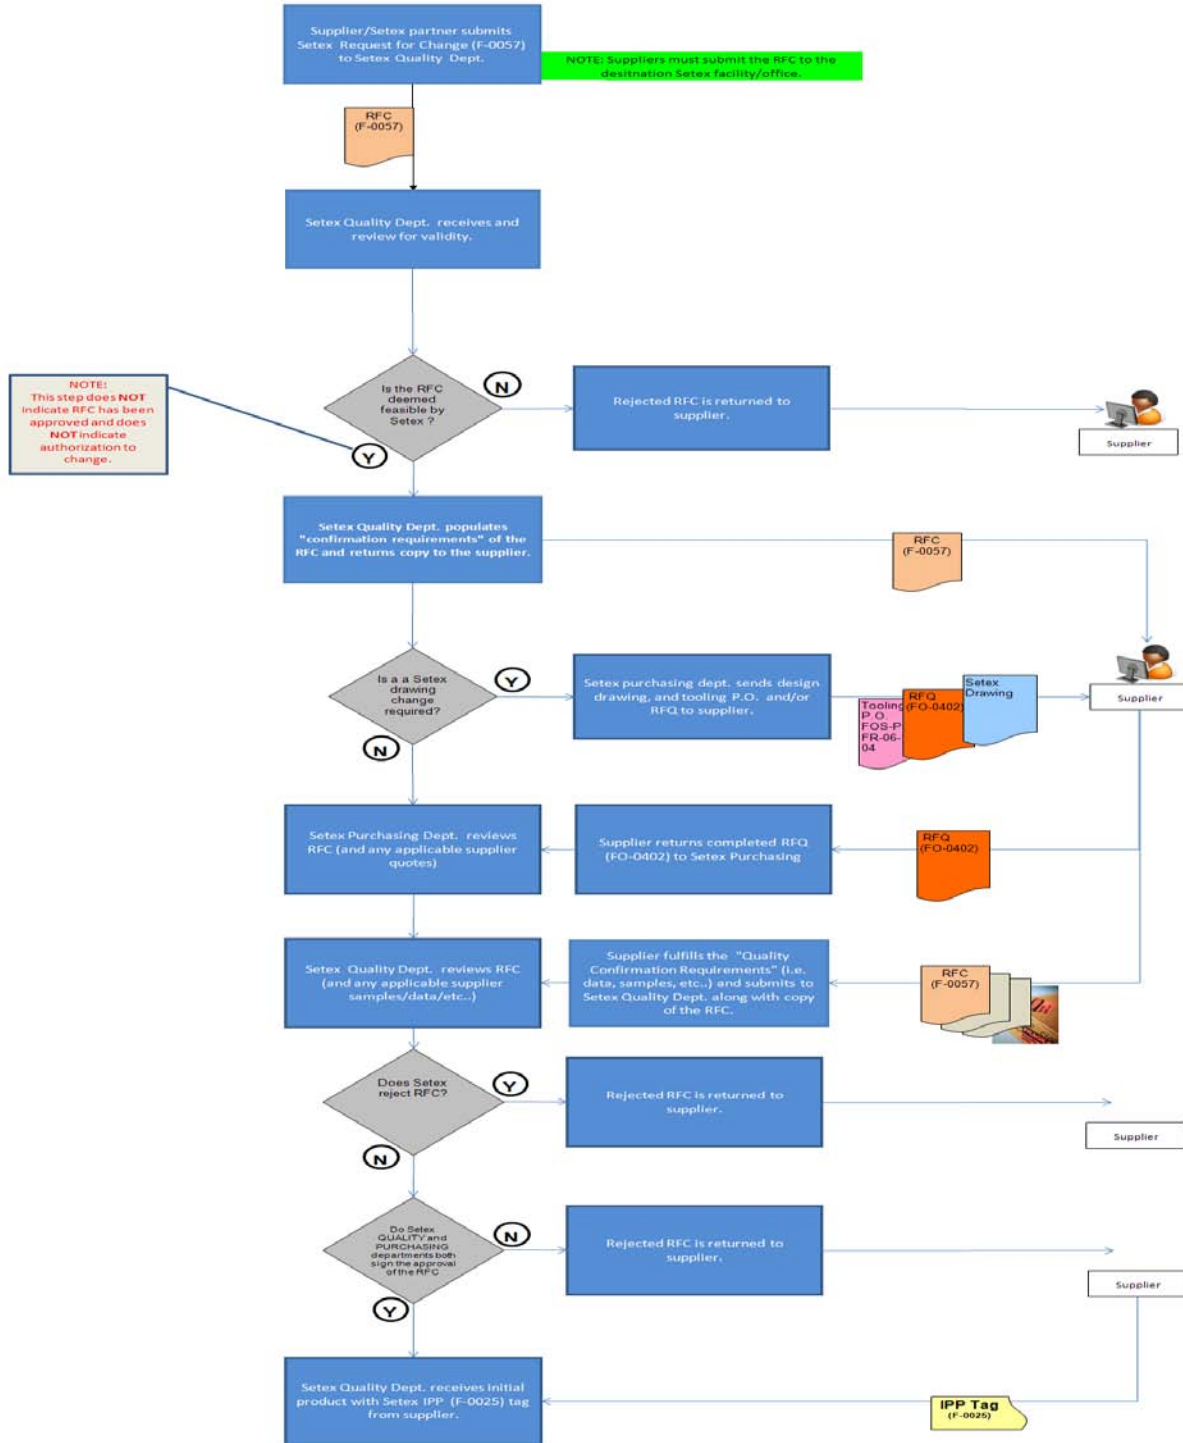 Supplier/Setex partner submits
Setex Request for Change (F-0057)
to Setex Quality Dept.
NOTE: Suppliers must submit the RFC to the
desitnation Setex facility/office.
RFC
(F-0057)
Setex Quality Dept. receives and
review for validity.
NOTE:
This step does NOT
indicate RFC has been
approved and does
NOT indicate
authorization to
change.
Is the RFC
deemed
feasible by
Setex ?
N
Rejected RFC is returned to
supplier.
Supplier
Y
Setex Quality Dept. populates
"confirmation requirements" of the
RFC and returns copy to the supplier.
RFC
(F-0057)
Is a a Setex
drawing
change
required?
Y
Setex purchasing dept. sends design
drawing, and tooling P.O. and/or
RFQ to supplier.
Tooling
P.O.
FOS-P
FR-06-
04
RFQ
(FO-0402)
Setex
Drawing
Supplier
N
Setex Purchasing Dept. reviews
RFC (and any applicable supplier
quotes)
Supplier returns completed RFQ
(FO-0402) to Setex Purchasing
RFQ
(FO-0402)
Setex Quality Dept. reviews RFC
(and any applicable supplier
samples/data/etc..)
Supplier fulfills the "Quality
Confirmation Requirements" (i.e.
data, samples, etc..) and submits to
Setex Quality Dept. along with copy
of the RFC.
RFC
(F-0057)
Does Setex
reject RFC?
Y
Rejected RFC is returned to
supplier.
Supplier
N
Do Setex
QUALITY and
PURCHASING
departments both
sign the approval
of the RFC
N
Rejected RFC is returned to
supplier.
Supplier
Y
Setex Quality Dept. receives initial
product with Setex IPP (F-0025) tag
from supplier.
IPP Tag
(F-0025)